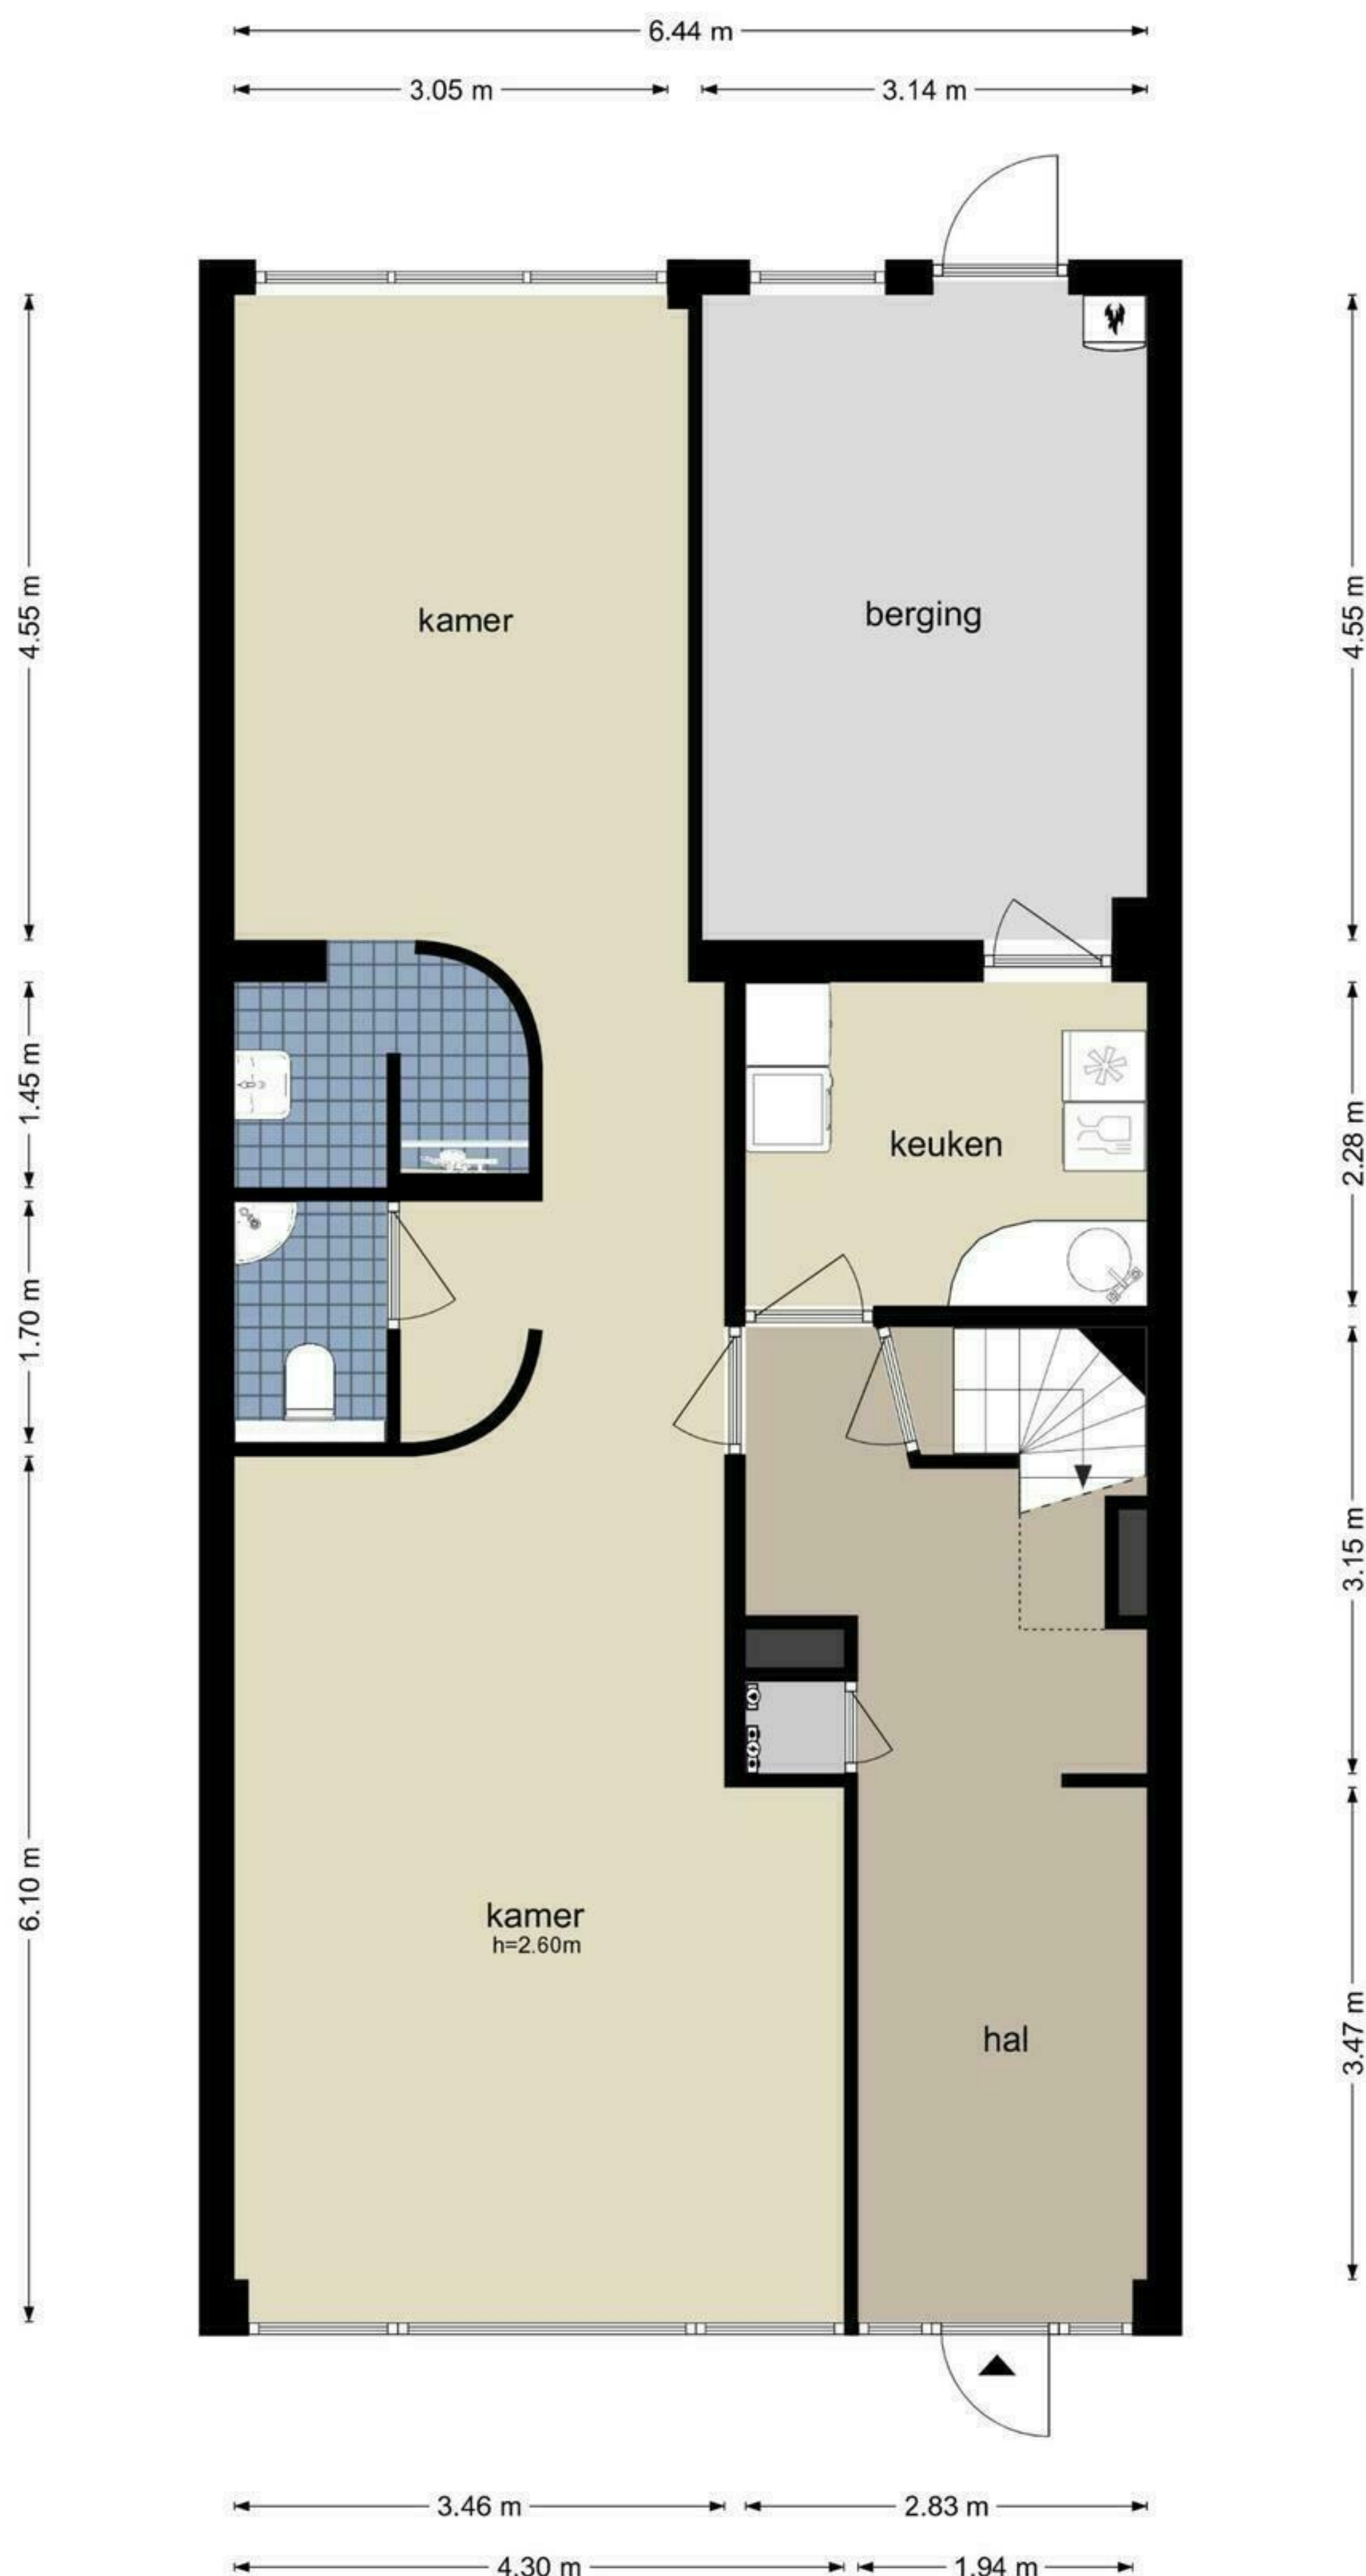 6.44 m
3.05 m
3.14 m
4.55 m
4.55 m
kamer
berging
1.45 m
2.28 m
keuken
1.70 m
3.15 m
6.10 m
kamer
h=2.60m
hal
3.47 m
3.46 m
2.83 m
4.30 m
1.94 m